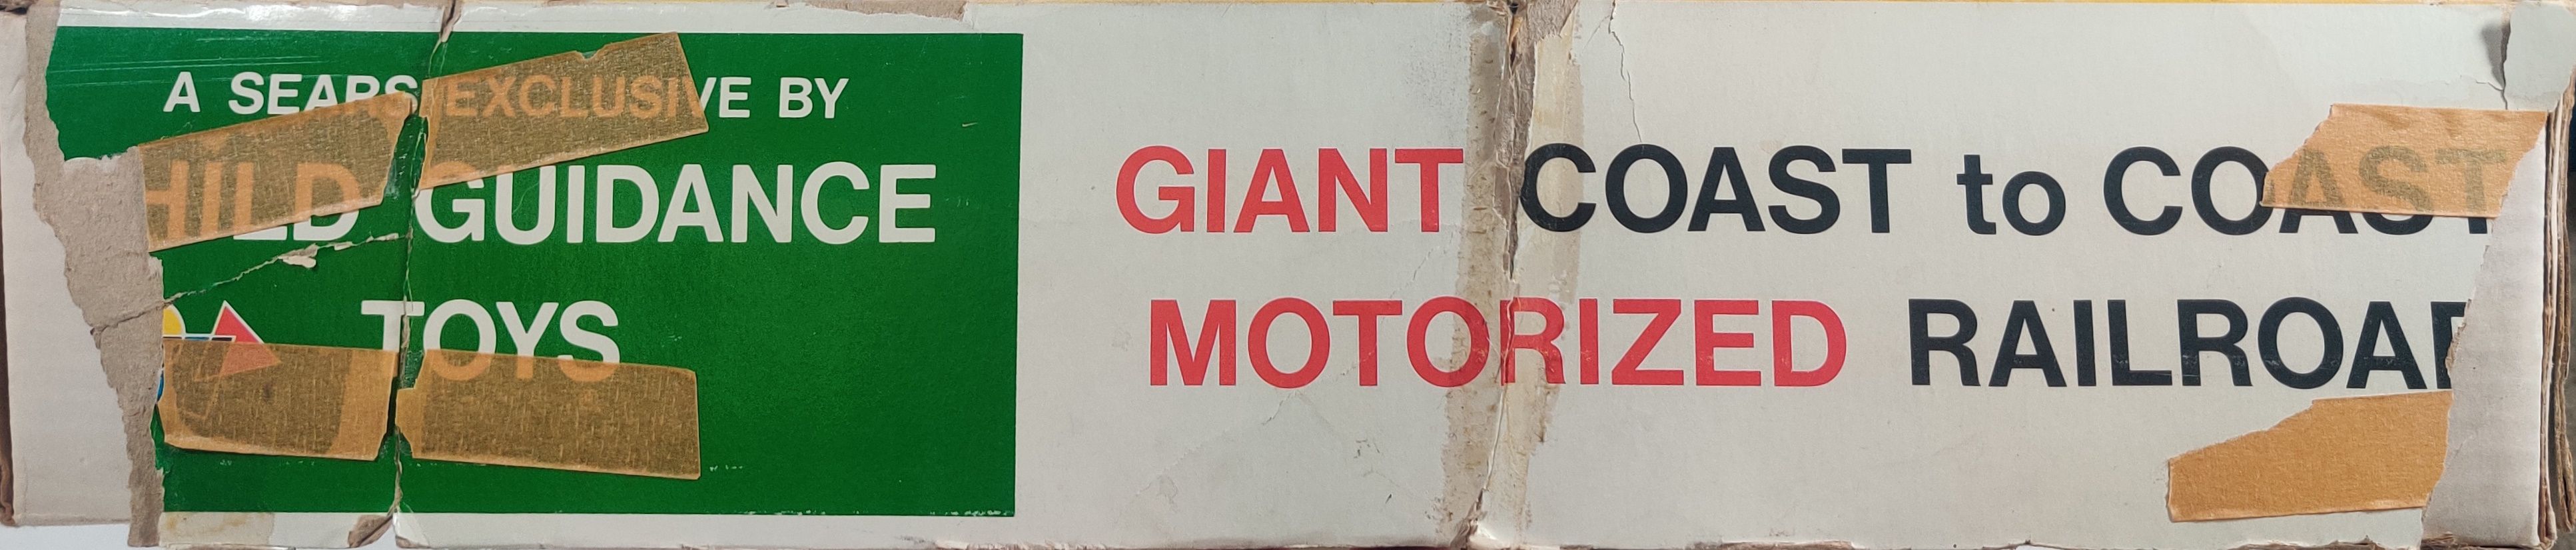 A SEARS EXCLUSIVE BY
HILD GUIDANCE
TOYS
GIANT COAST to COAST
MOTORIZED RAILROAD